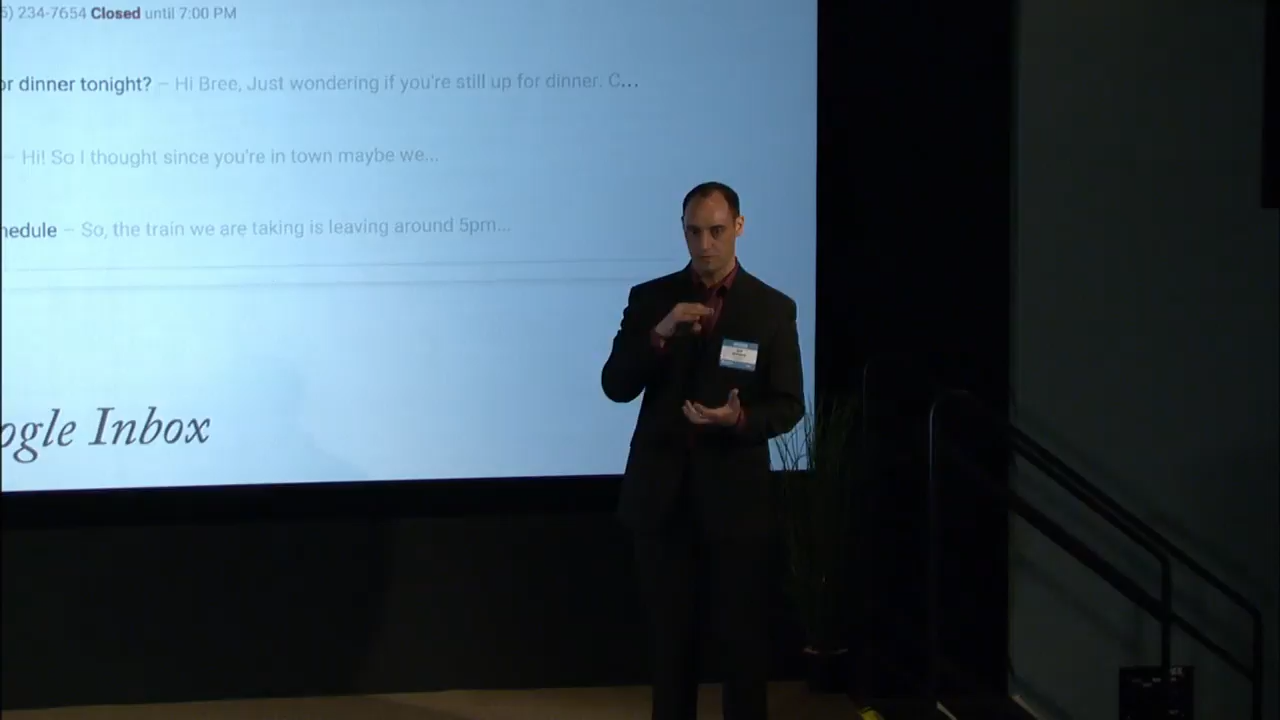 5) 234-7654 Closed until 7:00 PM
or dinner tonight? – Hi Bree, Just wondering if you're still up for dinner. C...
– Hi! So I thought since you're in town maybe we...
hedule – So, the train we are taking is leaving around 5pm...
ogle Inbox